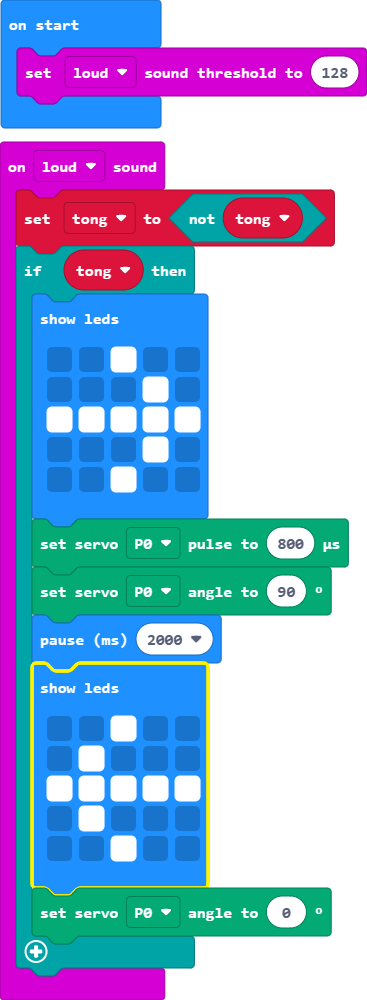 on start
set loud sound threshold to 128
on loud sound
set tong to not tong
if tong then
show leds
set servo P0 pulse to 800 µs
set servo P0 angle to 90 °
pause (ms) 2000
show leds
set servo P0 angle to 0 °